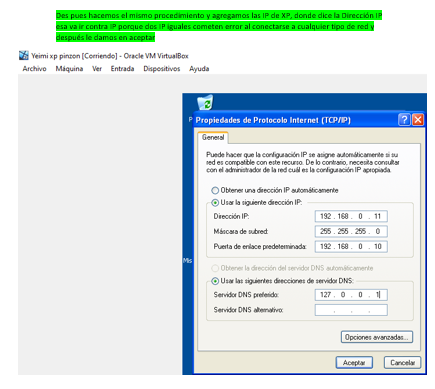 Des pues hacemos el mismo procedimiento y agregamos las IP de XP, donde dice la Dirección IP
esa va ir contra IP porque dos IP iguales cometen error al conectarse a cualquier tipo de red y
después le damos en aceptar
Yeimi xp pinzon [Corriendo] - Oracle VM VirtualBox
Archivo Máquina Ver Entrada Dispositivos Ayuda
P
Propiedades de Protocolo Internet (TCP/IP)
General
Puede hacer que la configuración IP se asigne automáticamente si su
red es compatible con este recurso. De lo contrario, necesita consultar
con el administrador de la red cuál es la configuración IP apropiada.
Obtener una dirección IP automáticamente
Usar la siguiente dirección IP:
Dirección IP: 192 . 168 . 0 . 11
Máscara de subred: 255 . 255 . 255 . 0
Puerta de enlace predeterminada: 192 . 168 . 0 . 10
Mis
Obtener la dirección del servidor DNS automáticamente
Usar las siguientes direcciones de servidor DNS:
Servidor DNS preferido: 127 . 0 . 0 . 1
Servidor DNS alternativo: . . .
Opciones avanzadas...
Aceptar Cancelar